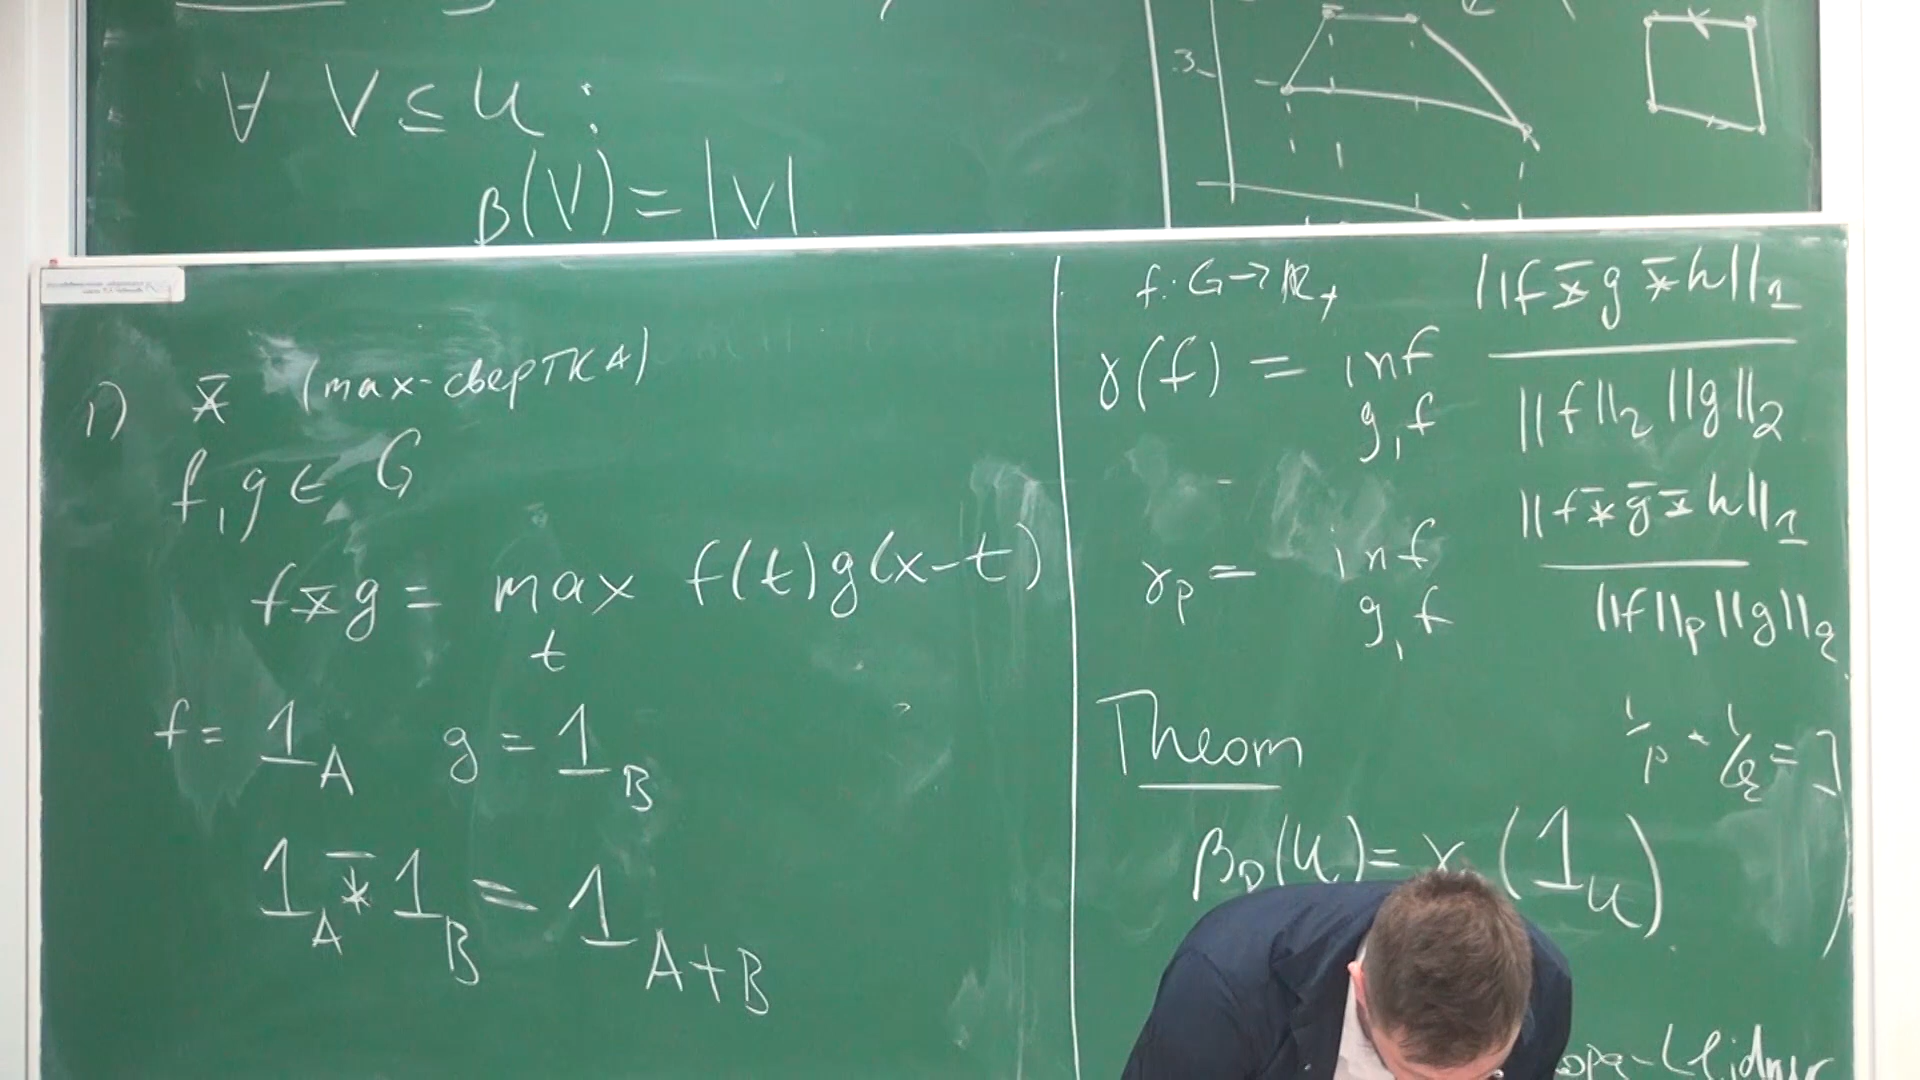 ∀ V ⊆ U :
β(V) = |V|
3
1) ⊼ (max-свертка)
f, g ∈ G
f ⊼ g = max f(t)g(x-t)
t
f = 1_A g = 1_B
1_A ⊼ 1_B = 1_{A+B}
f: G → ℝ_+
||f ⊼ g ⊼ h||_1
γ(f) = inf
g, f
||f||_2 ||g||_2
||f ⊼ g ⊼ h||_1
γ_p = inf
g, f
||f||_p ||g||_q
Theom
1/p + 1/q = 1
β_p(U) = γ (1_U)